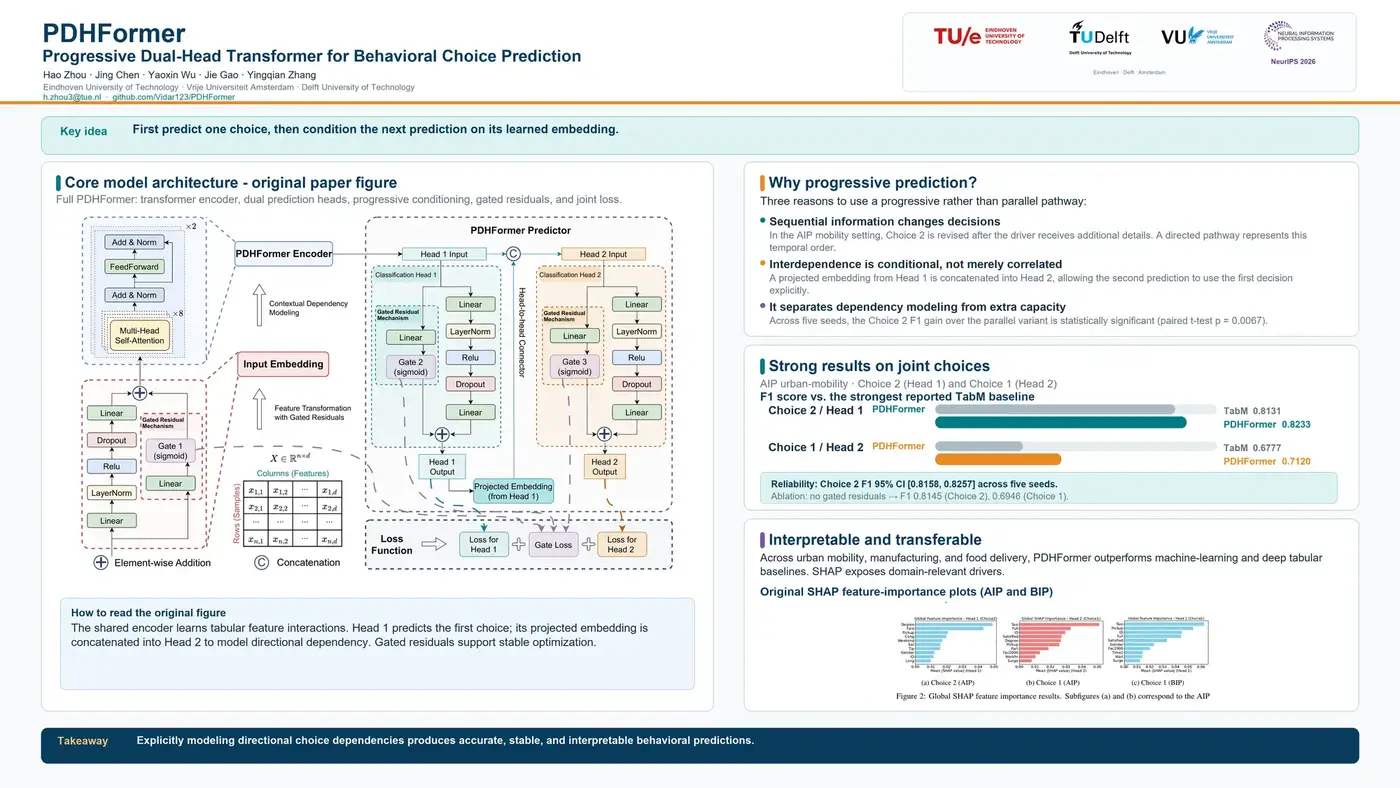 PDHFormer
Progressive Dual-Head Transformer for Behavioral Choice Prediction
Hao Zhou · Jing Chen · Yaoxin Wu · Jie Gao · Yingqian Zhang
Eindhoven University of Technology · Vrije Universiteit Amsterdam · Delft University of Technology
h.zhou3@tue.nl · github.com/Vidar123/PDHFormer
TU/e EINDHOVEN UNIVERSITY OF TECHNOLOGY
TU Delft
Delft University of Technology
VU VRIJE UNIVERSITEIT AMSTERDAM
NEURAL INFORMATION PROCESSING SYSTEMS
NeurIPS 2026
Eindhoven · Delft · Amsterdam
Key idea
First predict one choice, then condition the next prediction on its learned embedding.
Core model architecture - original paper figure
Full PDHFormer: transformer encoder, dual prediction heads, progressive conditioning, gated residuals, and joint loss.
×2
Add & Norm
FeedForward
Add & Norm
×8
Multi-Head
Self-Attention
PDHFormer Encoder
Contextual Dependency
Modeling
Input Embedding
Feature Transformation
with Gated Residuals
Linear
Dropout
Relu
LayerNorm
Linear
Gated Residual
Mechanism
Gate 1
(sigmoid)
Linear
X ∈ ℝⁿˣᵈ
Columns (Features)
Rows (Samples)
x1,1 x1,2 ··· x1,d
x2,1 x2,2 ··· x2,d
··· ··· ··· ···
xn,1 xn,2 ··· xn,d
Element-wise Addition
C Concatenation
PDHFormer Predictor
Head 1 Input
C
Head 2 Input
Classification Head 1
Gated Residual
Mechanism
Linear
Gate 2
(sigmoid)
Linear
LayerNorm
Relu
Dropout
Linear
Head 1
Output
Head-to-head Connector
Projected Embedding
(from Head 1)
Classification Head 2
Gated Residual
Mechanism
Linear
Gate 3
(sigmoid)
Linear
LayerNorm
Relu
Dropout
Linear
Head 2
Output
Loss
Function
Loss for
Head 1
Gate Loss
Loss for
Head 2
How to read the original figure
The shared encoder learns tabular feature interactions. Head 1 predicts the first choice; its projected embedding is
concatenated into Head 2 to model directional dependency. Gated residuals support stable optimization.
Why progressive prediction?
Three reasons to use a progressive rather than parallel pathway:
Sequential information changes decisions
In the AIP mobility setting, Choice 2 is revised after the driver receives additional details. A directed pathway represents this
temporal order.
Interdependence is conditional, not merely correlated
A projected embedding from Head 1 is concatenated into Head 2, allowing the second prediction to use the first decision
explicitly.
It separates dependency modeling from extra capacity
Across five seeds, the Choice 2 F1 gain over the parallel variant is statistically significant (paired t-test p = 0.0067).
Strong results on joint choices
AIP urban-mobility · Choice 2 (Head 1) and Choice 1 (Head 2)
F1 score vs. the strongest reported TabM baseline
Choice 2 / Head 1 PDHFormer
TabM 0.8131
PDHFormer 0.8233
Choice 1 / Head 2 PDHFormer
TabM 0.6777
PDHFormer 0.7120
Reliability: Choice 2 F1 95% CI [0.8158, 0.8257] across five seeds.
Ablation: no gated residuals → F1 0.8145 (Choice 2), 0.6946 (Choice 1).
Interpretable and transferable
Across urban mobility, manufacturing, and food delivery, PDHFormer outperforms machine-learning and deep tabular
baselines. SHAP exposes domain-relevant drivers.
Original SHAP feature-importance plots (AIP and BIP)
(a) Choice 2 (AIP)
(b) Choice 1 (AIP)
(c) Choice 1 (BIP)
Figure 2: Global SHAP feature importance results. Subfigures (a) and (b) correspond to the AIP
Takeaway
Explicitly modeling directional choice dependencies produces accurate, stable, and interpretable behavioral predictions.